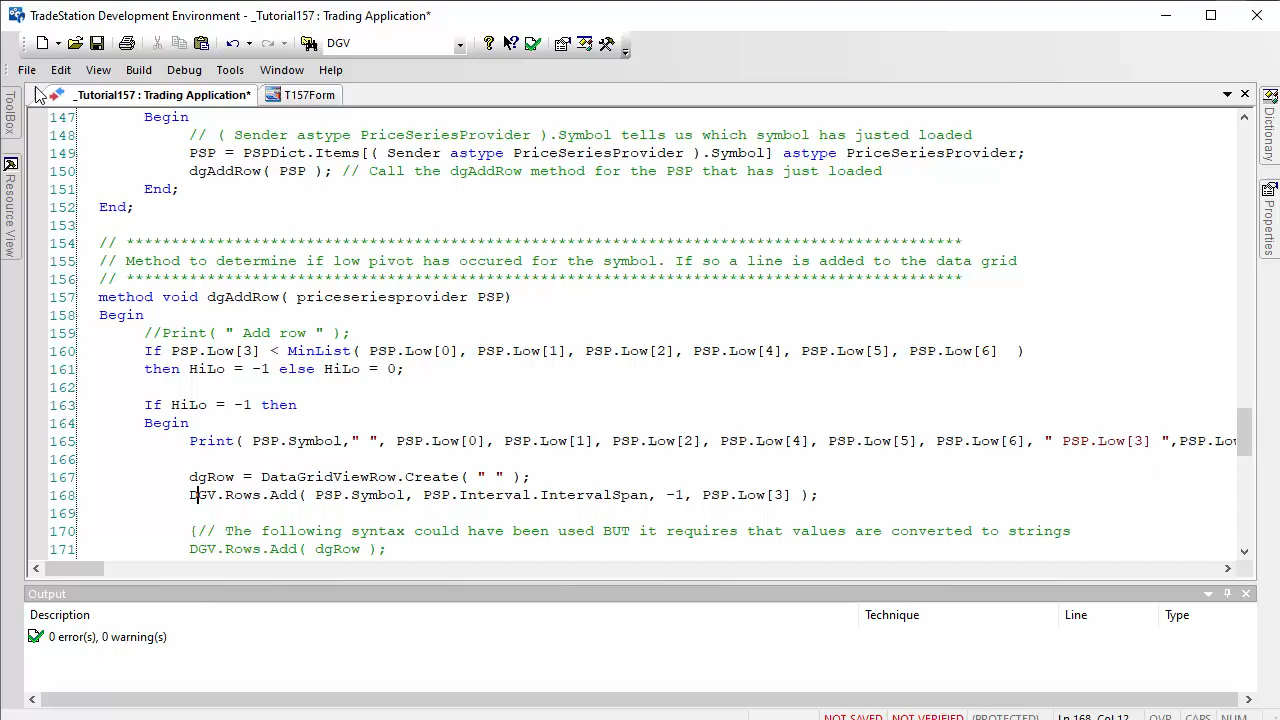 TradeStation Development Environment - _Tutorial157 : Trading Application*
DGV
File Edit View Build Debug Tools Window Help
_Tutorial157 : Trading Application* T157Form
ToolBox
Resource View
Dictionary
Properties
147 Begin
148 // ( Sender astype PriceSeriesProvider ).Symbol tells us which symbol has justed loaded
149 PSP = PSPDict.Items[( Sender astype PriceSeriesProvider ).Symbol] astype PriceSeriesProvider;
150 dgAddRow( PSP ); // Call the dgAddRow method for the PSP that has just loaded
151 End;
152 End;
153
154 // *********************************************************************************************
155 // Method to determine if low pivot has occured for the symbol. If so a line is added to the data grid
156 // *********************************************************************************************
157 method void dgAddRow( priceseriesprovider PSP)
158 Begin
159 //Print( " Add row " );
160 If PSP.Low[3] < MinList( PSP.Low[0], PSP.Low[1], PSP.Low[2], PSP.Low[4], PSP.Low[5], PSP.Low[6] )
161 then HiLo = -1 else HiLo = 0;
162
163 If HiLo = -1 then
164 Begin
165 Print( PSP.Symbol," ", PSP.Low[0], PSP.Low[1], PSP.Low[2], PSP.Low[4], PSP.Low[5], PSP.Low[6], " PSP.Low[3] ",PSP.Lo
166
167 dgRow = DataGridViewRow.Create( " " );
168 DGV.Rows.Add( PSP.Symbol, PSP.Interval.IntervalSpan, -1, PSP.Low[3] );
169
170 {// The following syntax could have been used BUT it requires that values are converted to strings
171 DGV.Rows.Add( dgRow );
Output
Description Technique Line Type
0 error(s), 0 warning(s)
NOT SAVED NOT VERIFIED (PROTECTED) Ln 168, Col 12 OVR CAPS NUM